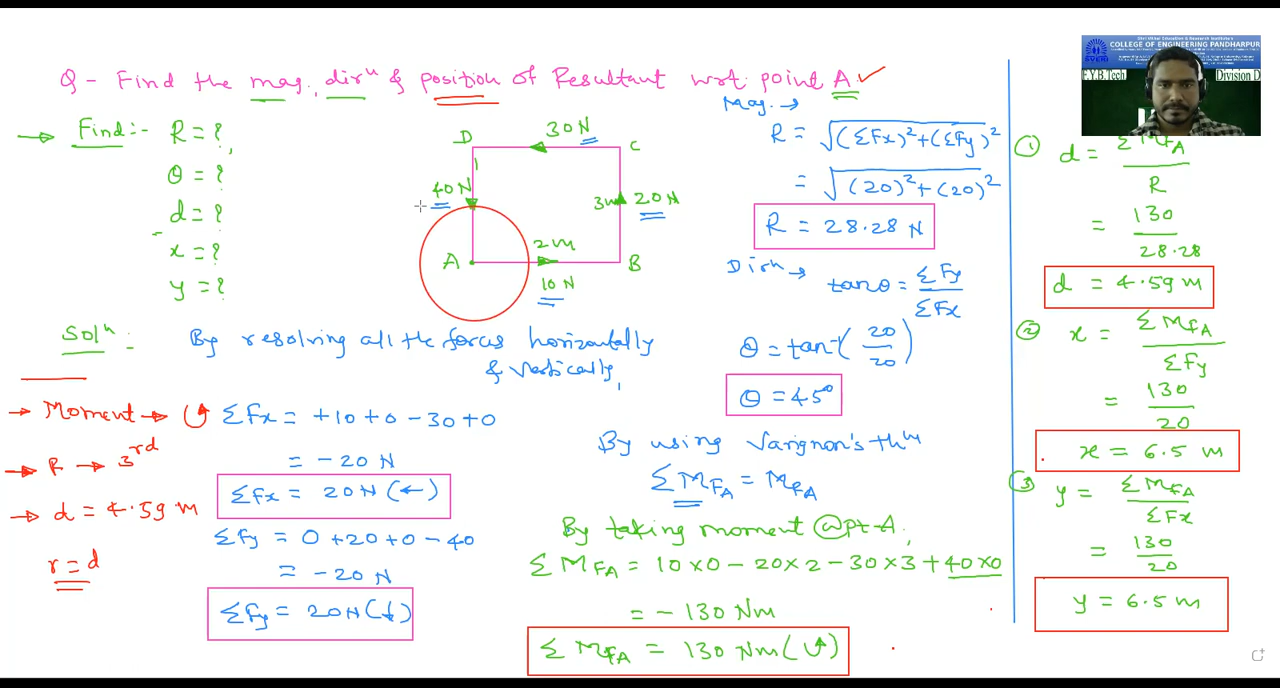 Q - Find the mag., dirⁿ & position of Resultant wrt point A ✓
→ Find :- R = ?,
θ = ?
d = ?
x = ?
y = ?
D
30 N
C
1
40 N
3m
20 N
A
2m
B
10 N
Solⁿ :
By resolving all the forces horizontally
& vertically,
→ Moment → ↺
→ R → 3rd
→ d = 4.59 m
r = d
ΣFx = +10 + 0 - 30 + 0
= - 20 N
ΣFx = 20 N (←)
ΣFy = 0 + 20 + 0 - 40
= - 20 N
ΣFy = 20 N (↓)
Mag. →
R = √(ΣFx)² + (ΣFy)²
= √(20)² + (20)²
R = 28.28 N
Dirⁿ →
tanθ = ΣFy / ΣFx
θ = tan⁻¹(20/20)
θ = 45°
By using Varignon's thᵐ
ΣMFA = MFA
By taking moment @ pt - A,
ΣMFA = 10×0 - 20×2 - 30×3 + 40×0
= - 130 Nm
ΣMFA = 130 Nm (↺)
COLLEGE OF ENGINEERING PANDHARPUR
F.Y.B.Tech
Division D
① d = ΣMFA / R
= 130 / 28.28
d = 4.59 m
② x = ΣMFA / ΣFy
= 130 / 20
x = 6.5 m
③ y = ΣMFA / ΣFx
= 130 / 20
y = 6.5 m